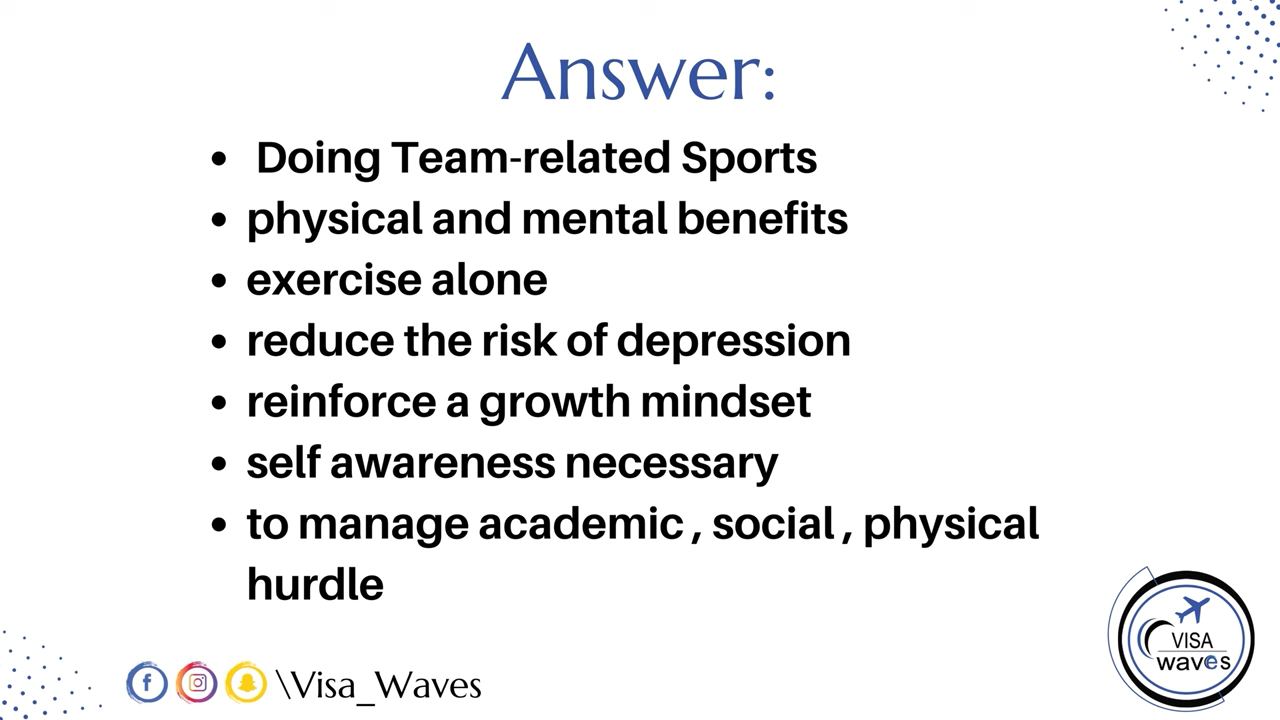 Answer:
• Doing Team-related Sports
• physical and mental benefits
• exercise alone
• reduce the risk of depression
• reinforce a growth mindset
• self awareness necessary
• to manage academic , social , physical
hurdle
VISA
waves
\Visa_Waves